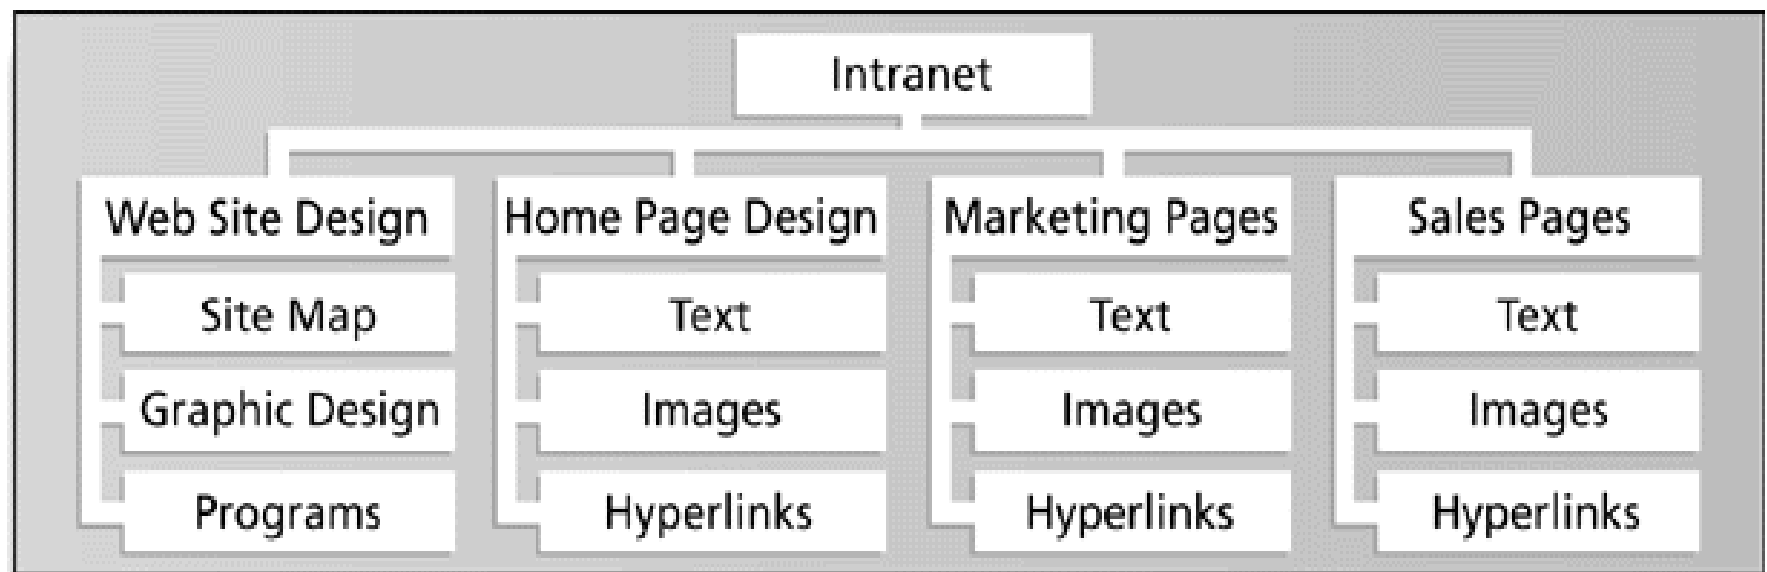 Intranet
Web Site Design
Home Page Design
Marketing Pages
Sales Pages
Site Map
Text
Text
Text
Graphic Design
Images
Images
Images
Programs
Hyperlinks
Hyperlinks
Hyperlinks